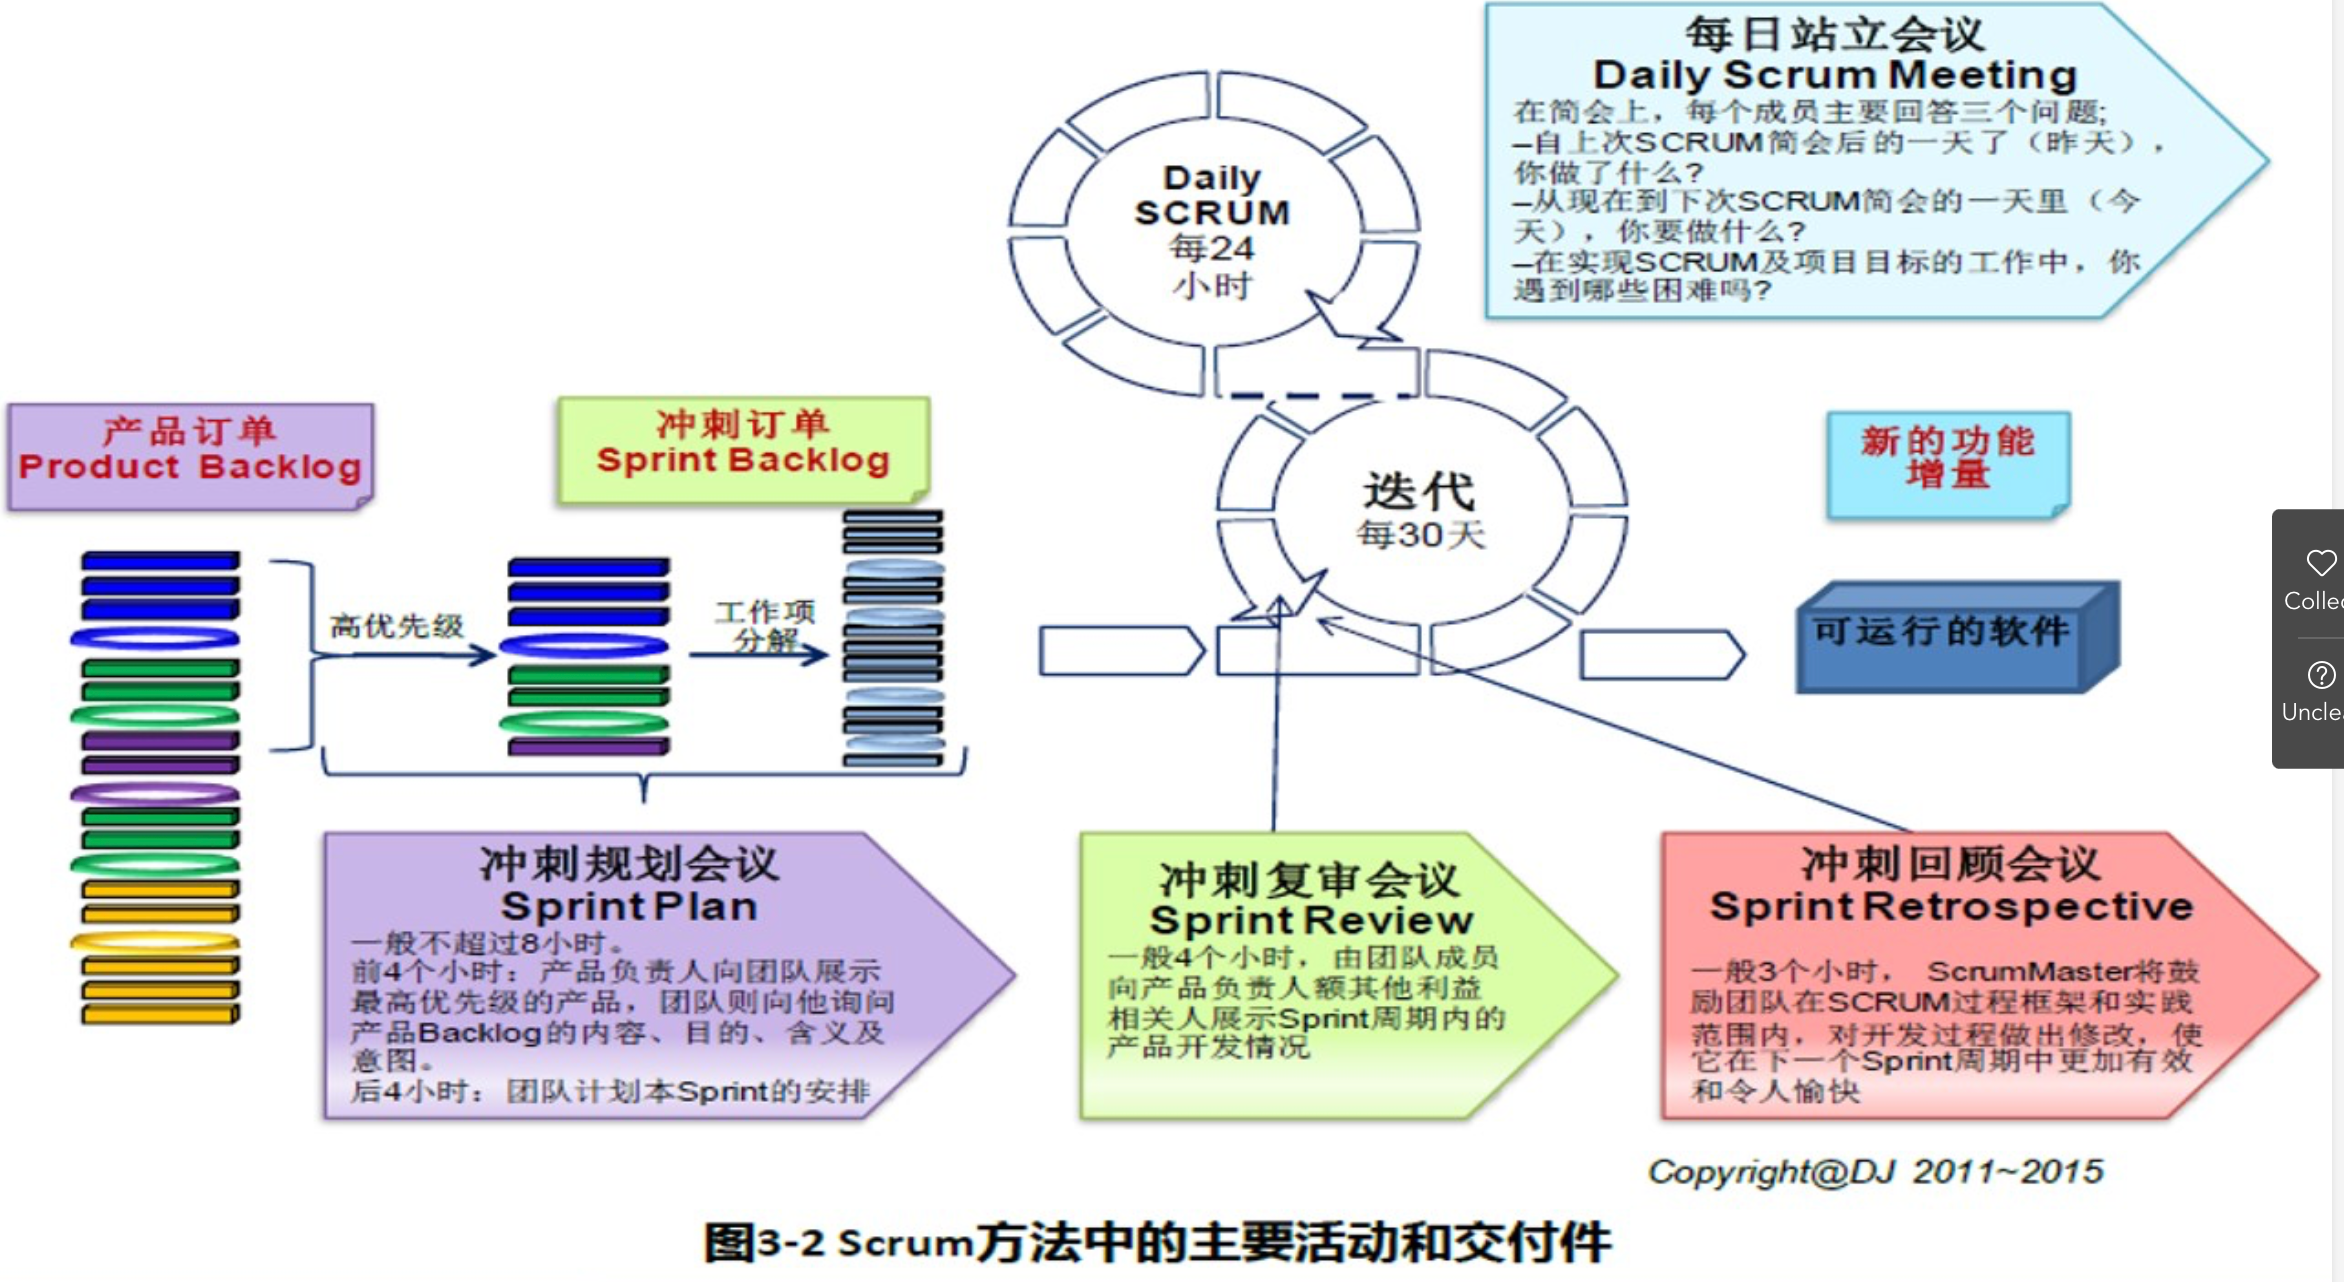 每日站立会议
Daily Scrum Meeting
在简会上，每个成员主要回答三个问题;
–自上次SCRUM简会后的一天了（昨天），
你做了什么?
–从现在到下次SCRUM简会的一天里（今
天），你要做什么?
–在实现SCRUM及项目目标的工作中，你
遇到哪些困难吗?
Daily
SCRUM
每24
小时
产品订单
Product Backlog
冲刺订单
Sprint Backlog
迭代
每30天
新的功能
增量
高优先级
工作项
分解
可运行的软件
冲刺规划会议
Sprint Plan
一般不超过8小时。
前4个小时：产品负责人向团队展示
最高优先级的产品，团队则向他询问
产品Backlog的内容、目的、含义及
意图。
后4小时：团队计划本Sprint的安排
冲刺复审会议
Sprint Review
一般4个小时，由团队成员
向产品负责人额其他利益
相关人展示Sprint周期内的
产品开发情况
冲刺回顾会议
Sprint Retrospective
一般3个小时， ScrumMaster将鼓
励团队在SCRUM过程框架和实践
范围内，对开发过程做出修改，使
它在下一个Sprint周期中更加有效
和令人愉快
Copyright@DJ 2011~2015
图3-2 Scrum方法中的主要活动和交付件
Collec
Unclea